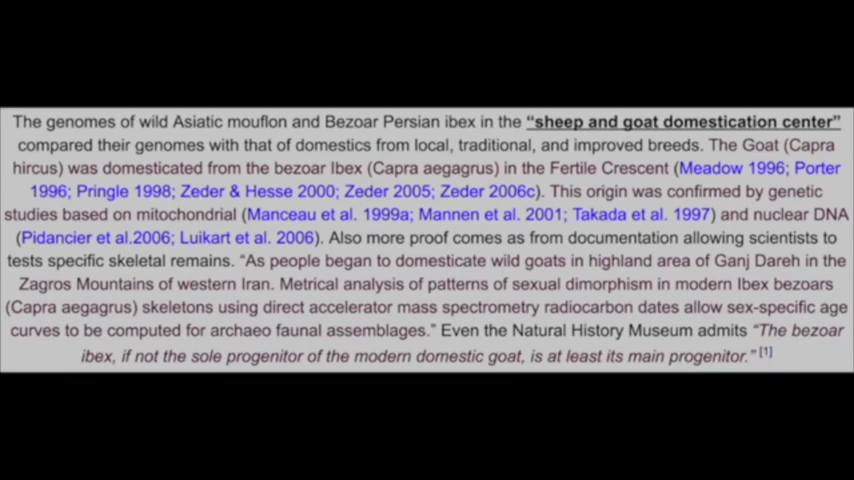 The genomes of wild Asiatic mouflon and Bezoar Persian ibex in the “sheep and goat domestication center”
compared their genomes with that of domestics from local, traditional, and improved breeds. The Goat (Capra
hircus) was domesticated from the bezoar Ibex (Capra aegagrus) in the Fertile Crescent (Meadow 1996; Porter
1996; Pringle 1998; Zeder & Hesse 2000; Zeder 2005; Zeder 2006c). This origin was confirmed by genetic
studies based on mitochondrial (Manceau et al. 1999a; Mannen et al. 2001; Takada et al. 1997) and nuclear DNA
(Pidancier et al.2006; Luikart et al. 2006). Also more proof comes as from documentation allowing scientists to
tests specific skeletal remains. “As people began to domesticate wild goats in highland area of Ganj Dareh in the
Zagros Mountains of western Iran. Metrical analysis of patterns of sexual dimorphism in modern Ibex bezoars
(Capra aegagrus) skeletons using direct accelerator mass spectrometry radiocarbon dates allow sex-specific age
curves to be computed for archaeo faunal assemblages.” Even the Natural History Museum admits “The bezoar
ibex, if not the sole progenitor of the modern domestic goat, is at least its main progenitor.” [1]